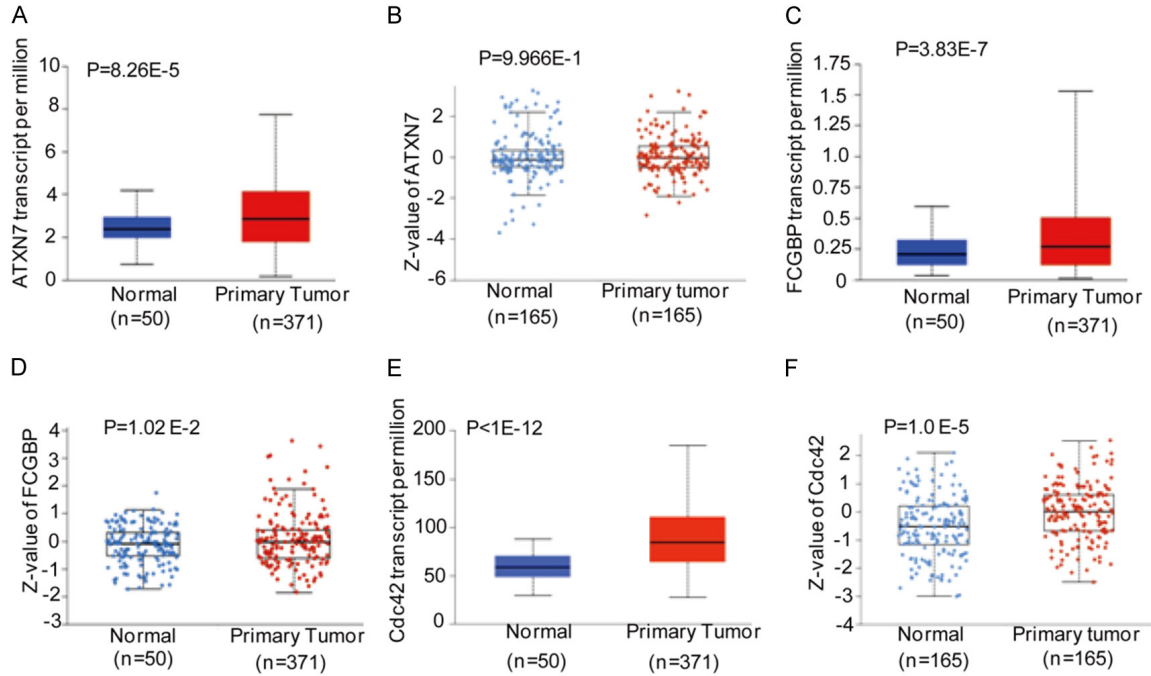 A
P=8.26E-5
ATXN7 transcript per million
10
8
6
4
2
0
Normal
Primary Tumor
(n=50)
(n=371)
B
P=9.966E-1
Z-value of ATXN7
2
0
-2
-4
-6
Normal
Primary tumor
(n=165)
(n=165)
C
P=3.83E-7
FCGBP transcript per million
1.75
1.5
1.25
1.0
0.75
0.5
0.25
0
Normal
Primary Tumor
(n=50)
(n=371)
D
P=1.02 E-2
Z-value of FCGBP
4
3
2
1
0
-1
-2
-3
Normal
Primary Tumor
(n=50)
(n=371)
E
P<1E-12
Cdc42 transcript per million
200
150
100
50
0
Normal
Primary Tumor
(n=50)
(n=371)
F
P=1.0 E-5
Z-value of Cdc42
2
1
0
-1
-2
-3
-4
Normal
Primary tumor
(n=165)
(n=165)